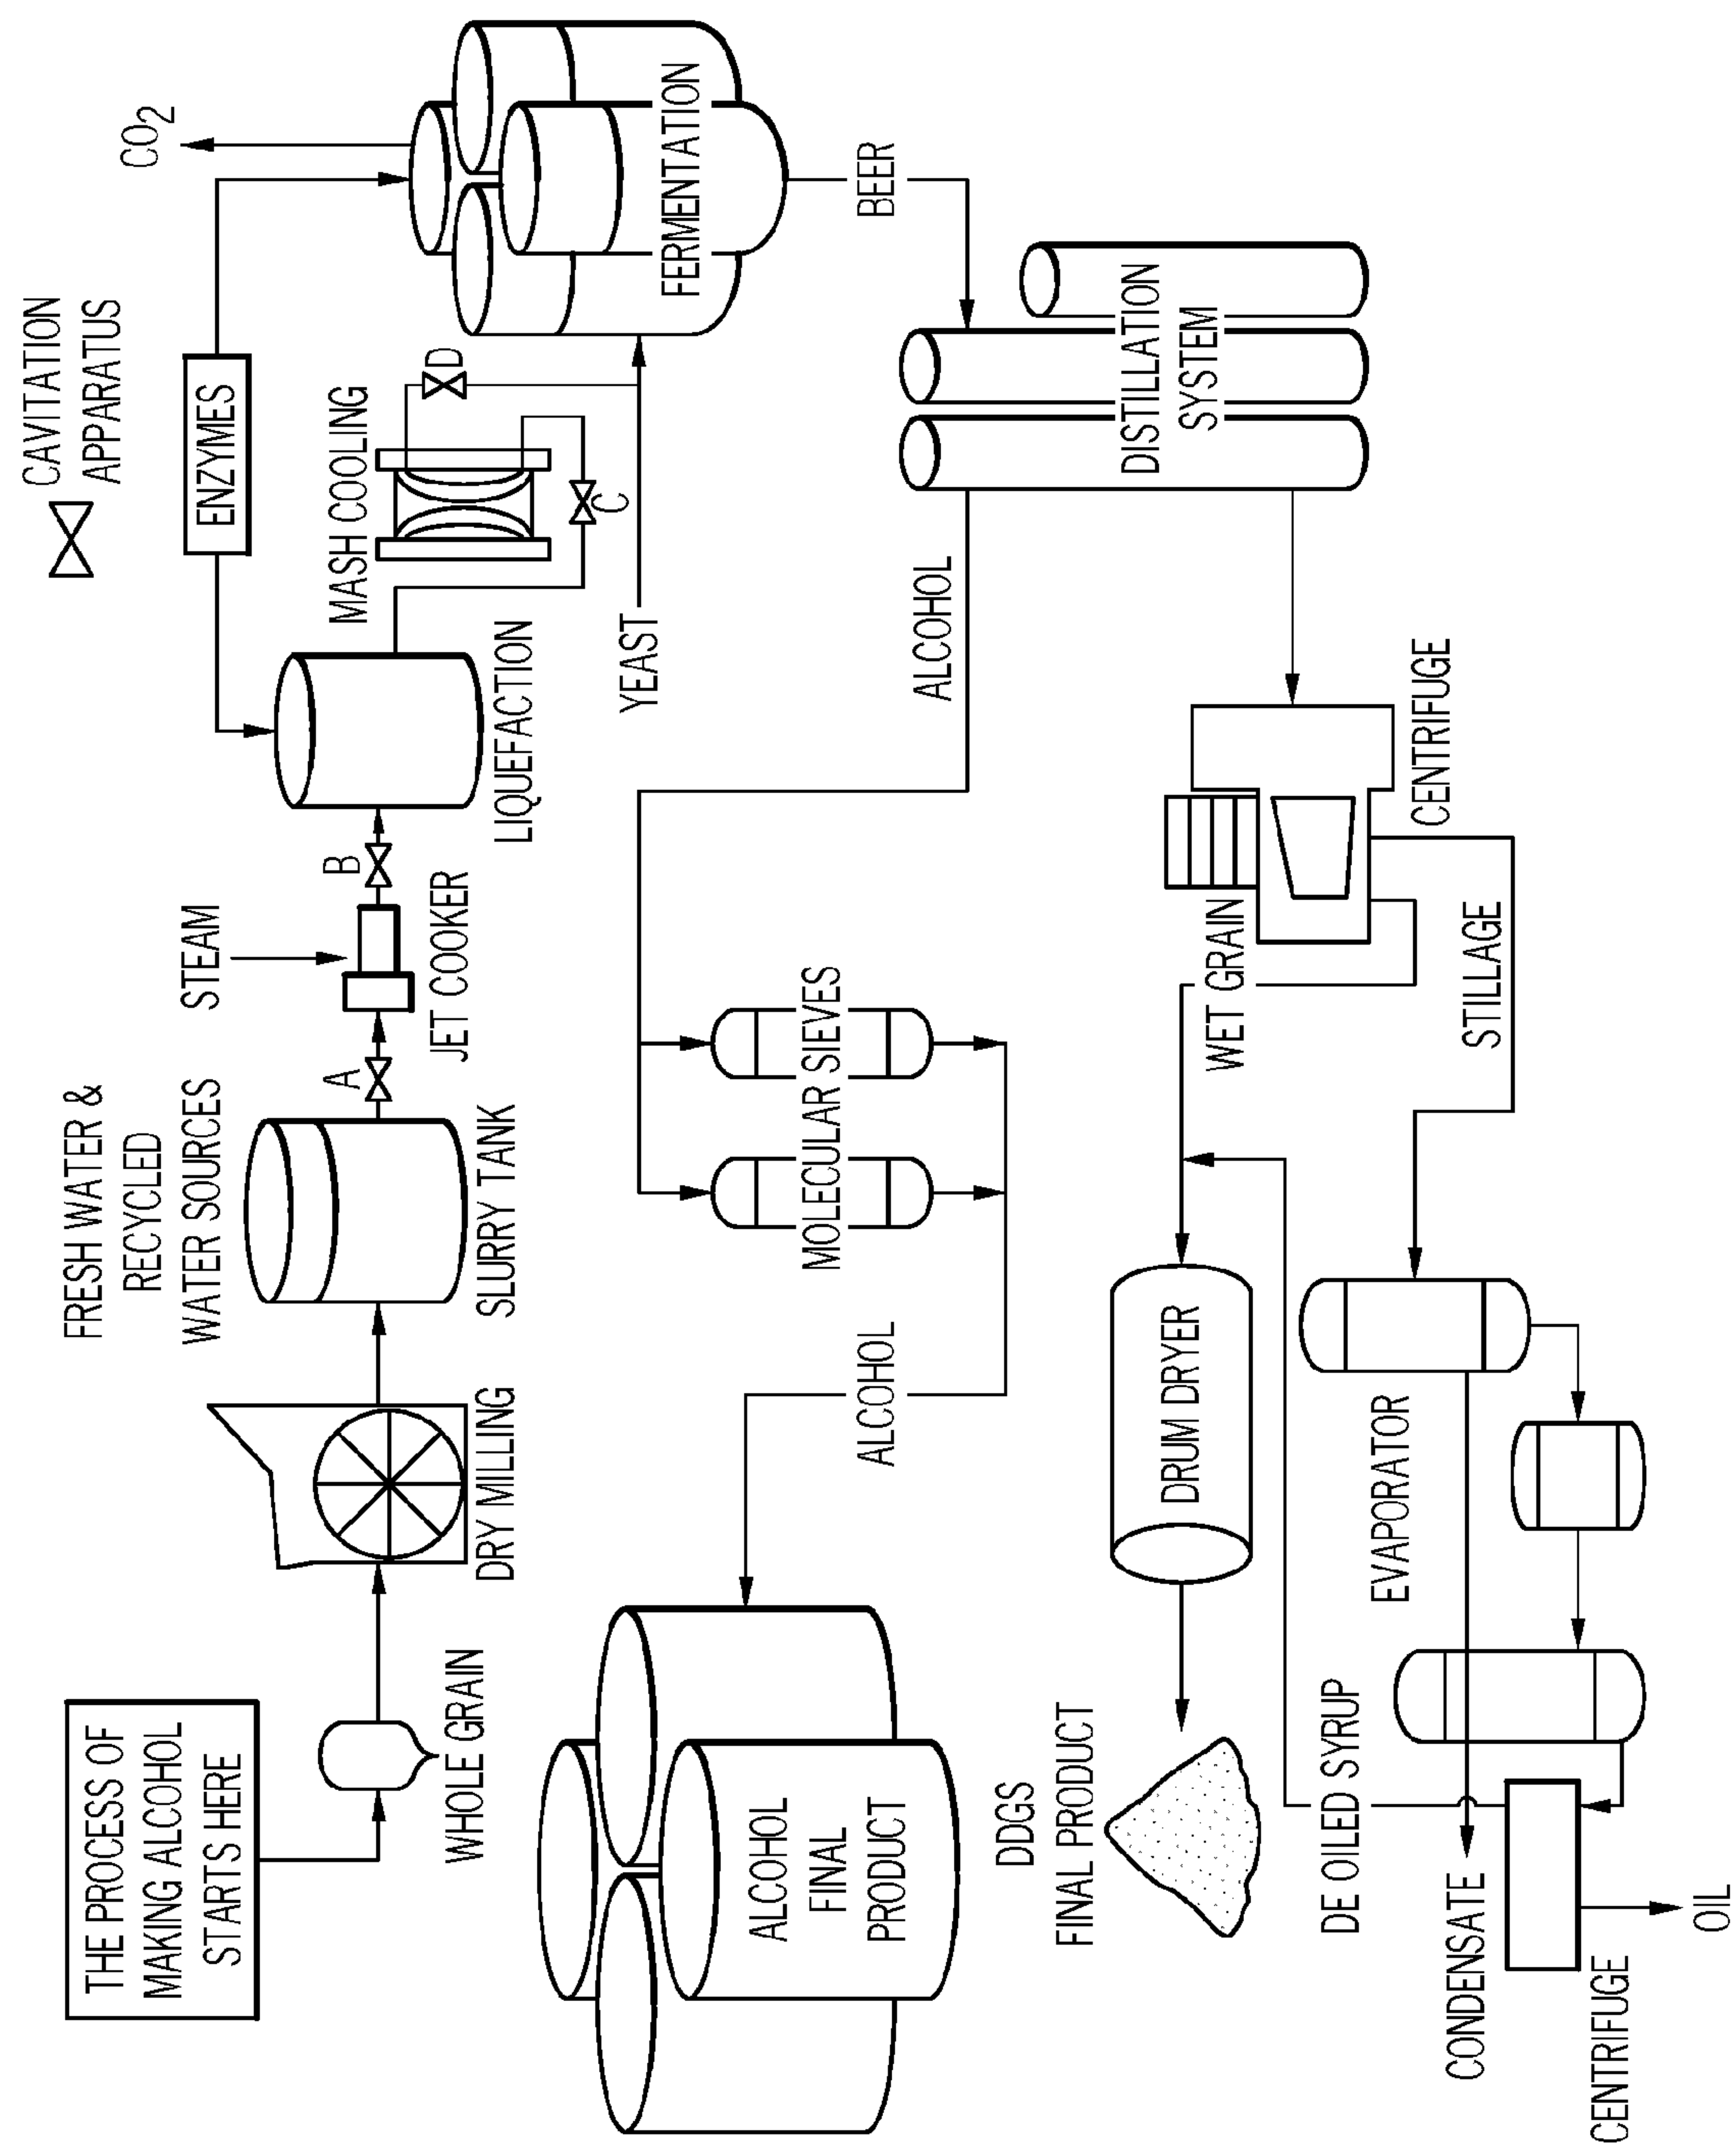 CAVITATION
APPARATUS
THE PROCESS OF
MAKING ALCOHOL
STARTS HERE
WHOLE GRAIN
DRY MILLING
FRESH WATER &
RECYCLED
WATER SOURCES
SLURRY TANK
A
STEAM
JET COOKER
B
LIQUEFACTION
ENZYMES
MASH COOLING
C
D
YEAST
CO2
FERMENTATION
BEER
DISTILLATION
SYSTEM
ALCOHOL
MOLECULAR SIEVES
ALCOHOL
ALCOHOL
FINAL
PRODUCT
CENTRIFUGE
WET GRAIN
STILLAGE
DRUM DRYER
DDGS
FINAL PRODUCT
EVAPORATOR
DE OILED SYRUP
CONDENSATE
CENTRIFUGE
OIL